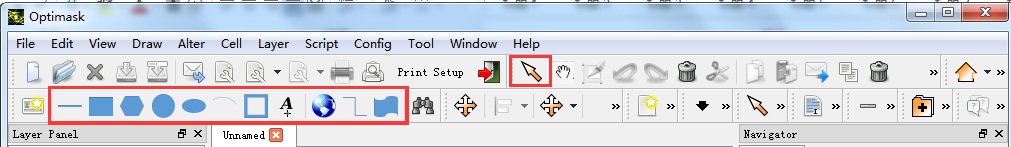 Optimask
File Edit View Draw Alter Cell Layer Script Config Tool Window Help
Print Setup
A
Layer Panel Unnamed Navigator